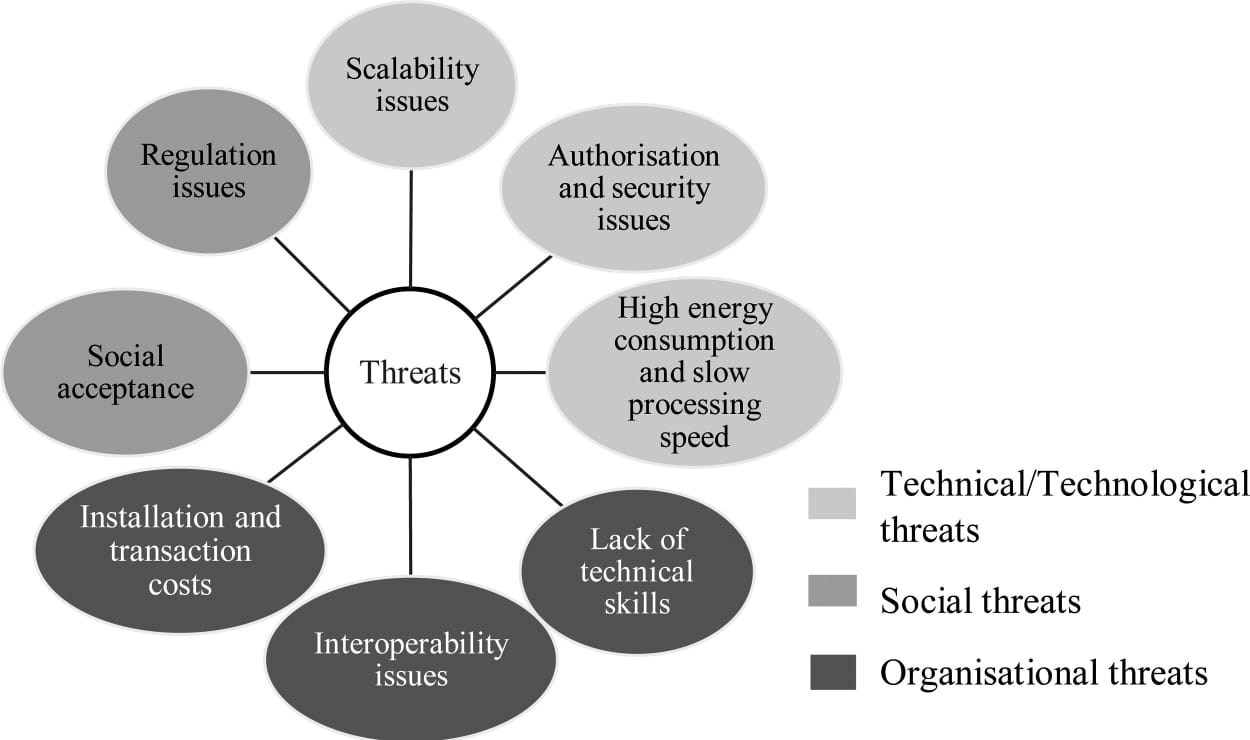 Scalability
issues
Regulation
issues
Authorisation
and security
issues
High energy
consumption
and slow
processing
speed
Social
acceptance
Threats
Installation and
transaction
costs
Lack of
technical
skills
Interoperability
issues
Technical/Technological
threats
Social threats
Organisational threats